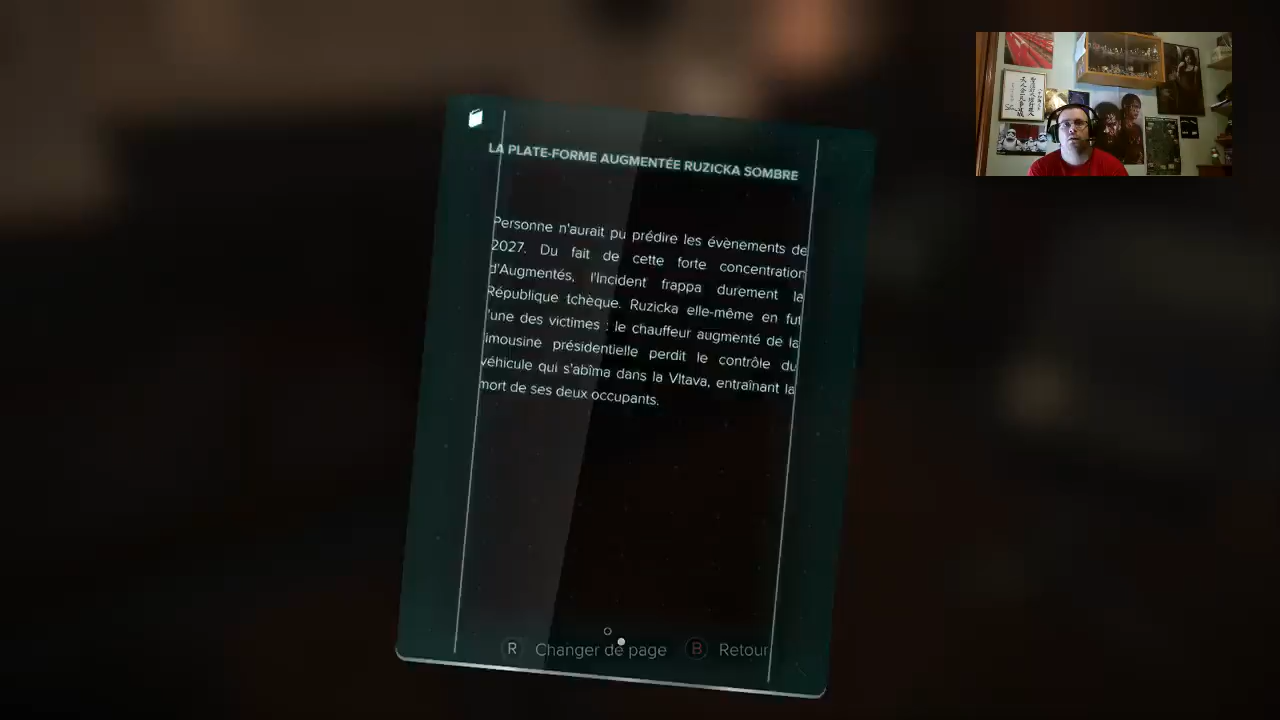 LA PLATE-FORME AUGMENTÉE RUZICKA SOMBRE
Personne n'aurait pu prédire les évènements de
2027. Du fait de cette forte concentration
d'Augmentés, l'Incident frappa durement la
République tchèque. Ruzicka elle-même en fut
l'une des victimes : le chauffeur augmenté de la
limousine présidentielle perdit le contrôle du
véhicule qui s'abîma dans la Vltava, entraînant la
mort de ses deux occupants.
R Changer de page B Retour